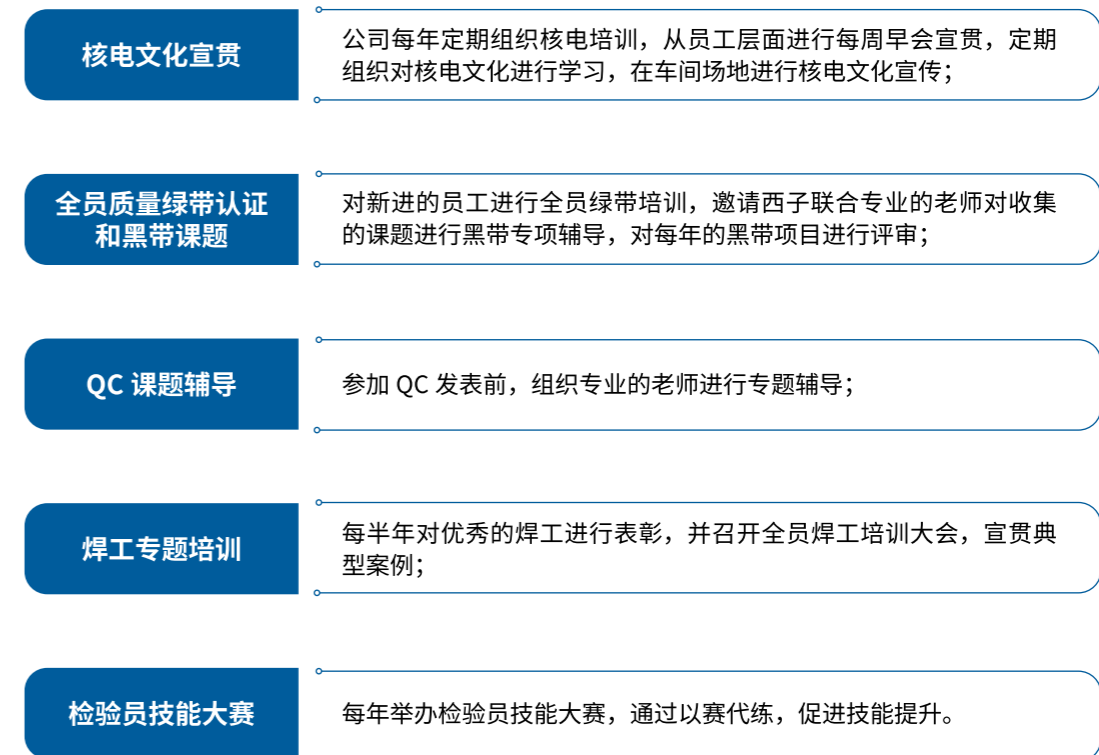 核电文化宣贯
公司每年定期组织核电培训，从员工层面进行每周早会宣贯，定期
组织对核电文化进行学习，在车间场地进行核电文化宣传；
全员质量绿带认证
和黑带课题
对新进的员工进行全员绿带培训，邀请西子联合专业的老师对收集
的课题进行黑带专项辅导，对每年的黑带项目进行评审；
QC 课题辅导
参加 QC 发表前，组织专业的老师进行专题辅导；
焊工专题培训
每半年对优秀的焊工进行表彰，并召开全员焊工培训大会，宣贯典
型案例；
检验员技能大赛
每年举办检验员技能大赛，通过以赛代练，促进技能提升。